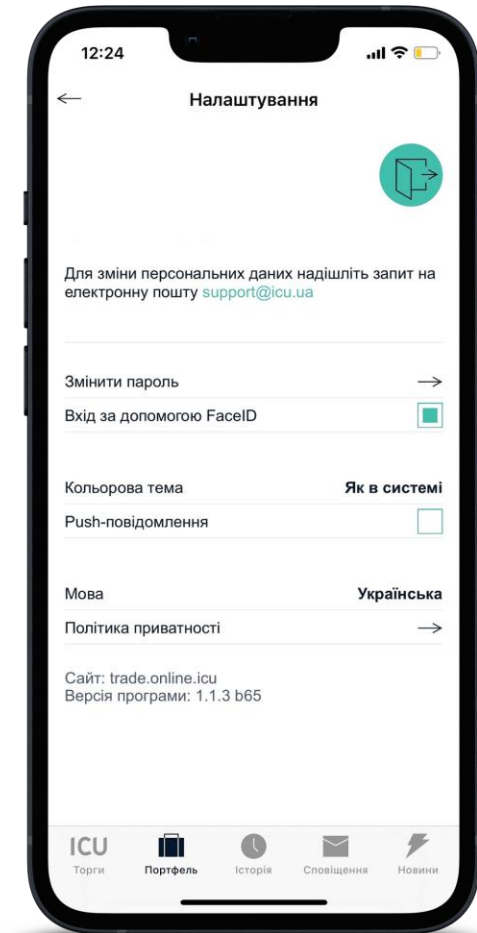 12:24
Налаштування
Для зміни персональних даних надішліть запит на
електронну пошту support@icu.ua
Змінити пароль
Вхід за допомогою FaceID
Кольорова тема Як в системі
Push-повідомлення
Мова Українська
Політика приватності
Сайт: trade.online.icu
Версія програми: 1.1.3 b65
ICU
Торги Портфель Історія Сповіщення Новини